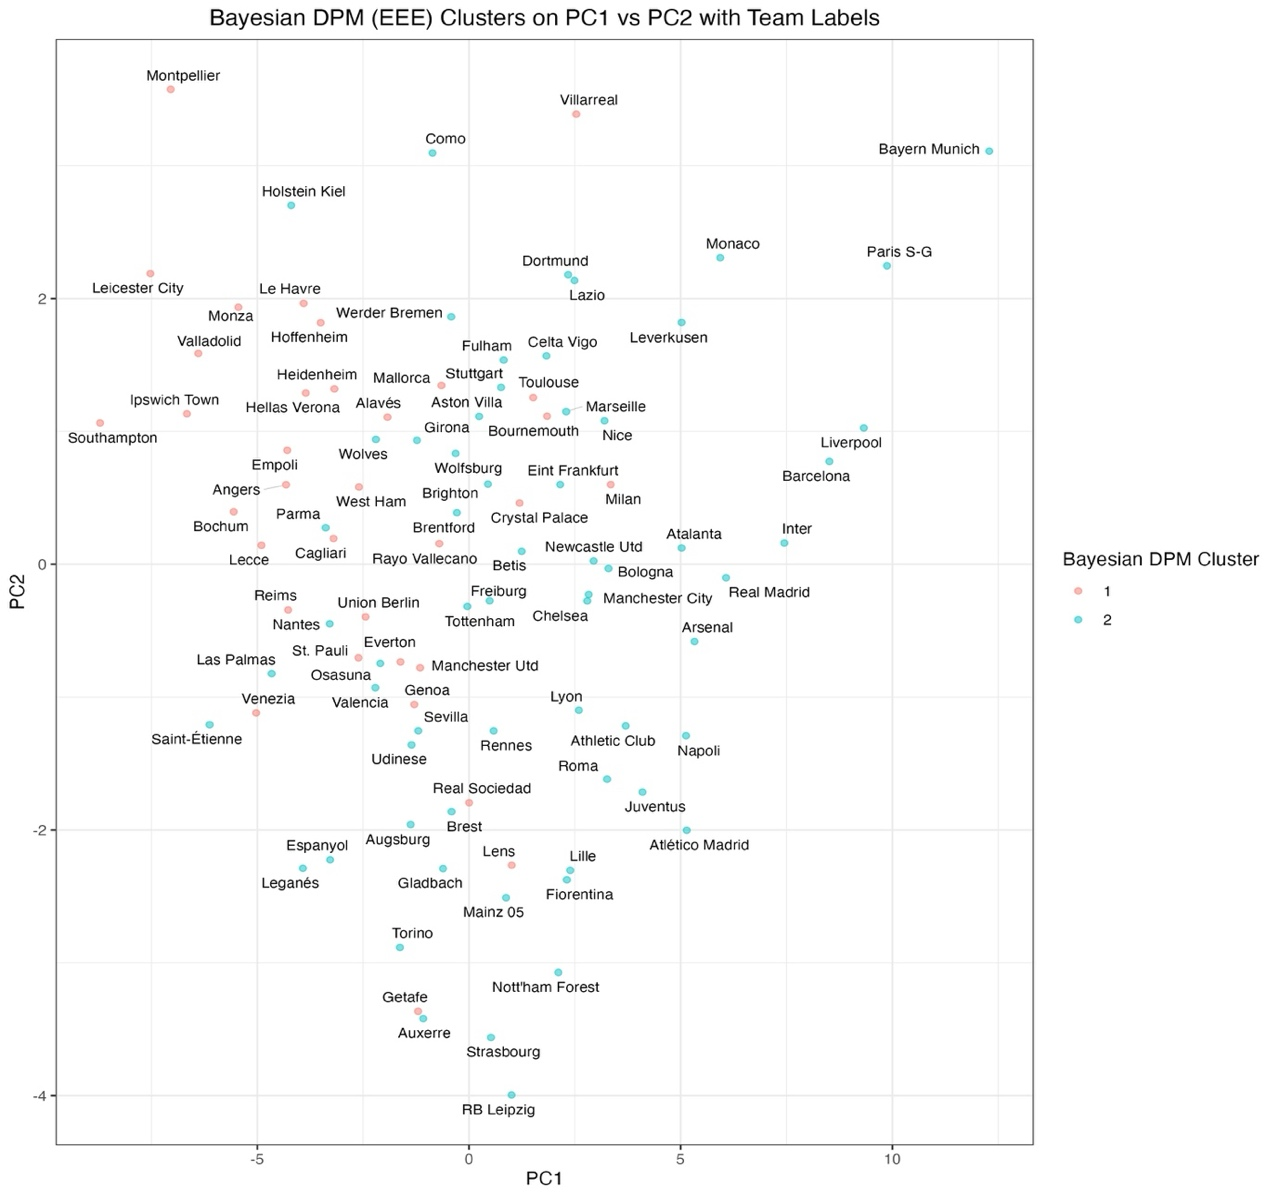 Bayesian DPM (EEE) Clusters on PC1 vs PC2 with Team Labels
Montpellier
Villarreal
Como
Bayern Munich
Holstein Kiel
Monaco
Paris S-G
Dortmund
Leicester City
Le Havre
Lazio
Monza
Werder Bremen
Hoffenheim
Leverkusen
Valladolid
Fulham
Celta Vigo
Heidenheim
Mallorca
Stuttgart
Toulouse
Ipswich Town
Hellas Verona
Alavés
Aston Villa
Marseille
Southampton
Girona
Bournemouth
Nice
Liverpool
Wolves
Empoli
Wolfsburg
Eint Frankfurt
Barcelona
Angers
West Ham
Brighton
Milan
Bochum
Parma
Brentford
Crystal Palace
Atalanta
Inter
Lecce
Cagliari
Rayo Vallecano
Betis
Newcastle Utd
Bologna
Reims
Union Berlin
Freiburg
Manchester City
Real Madrid
Nantes
Tottenham
Chelsea
Arsenal
Las Palmas
St. Pauli
Everton
Manchester Utd
Osasuna
Venezia
Valencia
Genoa
Lyon
Saint-Étienne
Sevilla
Udinese
Rennes
Athletic Club
Napoli
Roma
Real Sociedad
Juventus
Brest
Augsburg
Atlético Madrid
Espanyol
Lens
Lille
Leganés
Gladbach
Fiorentina
Mainz 05
Torino
Nott'ham Forest
Getafe
Auxerre
Strasbourg
RB Leipzig
2
0
-2
-4
PC2
-5
0
5
10
PC1
Bayesian DPM Cluster
1
2